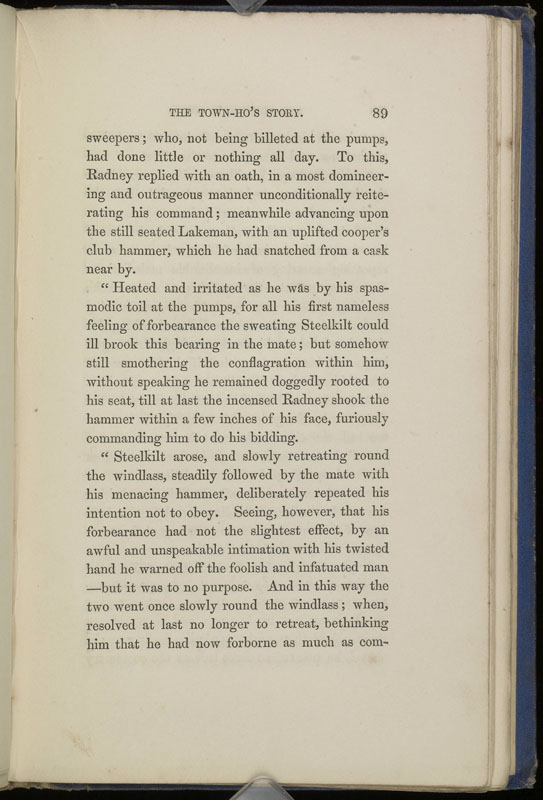 THE TOWN-HO'S STORY. 89
sweepers; who, not being billeted at the pumps,
had done little or nothing all day. To this,
Radney replied with an oath, in a most domineer-
ing and outrageous manner unconditionally reite-
rating his command; meanwhile advancing upon
the still seated Lakeman, with an uplifted cooper's
club hammer, which he had snatched from a cask
near by.
“ Heated and irritated as he was by his spas-
modic toil at the pumps, for all his first nameless
feeling of forbearance the sweating Steelkilt could
ill brook this bearing in the mate; but somehow
still smothering the conflagration within him,
without speaking he remained doggedly rooted to
his seat, till at last the incensed Radney shook the
hammer within a few inches of his face, furiously
commanding him to do his bidding.
“ Steelkilt arose, and slowly retreating round
the windlass, steadily followed by the mate with
his menacing hammer, deliberately repeated his
intention not to obey. Seeing, however, that his
forbearance had not the slightest effect, by an
awful and unspeakable intimation with his twisted
hand he warned off the foolish and infatuated man
—but it was to no purpose. And in this way the
two went once slowly round the windlass; when,
resolved at last no longer to retreat, bethinking
him that he had now forborne as much as com-